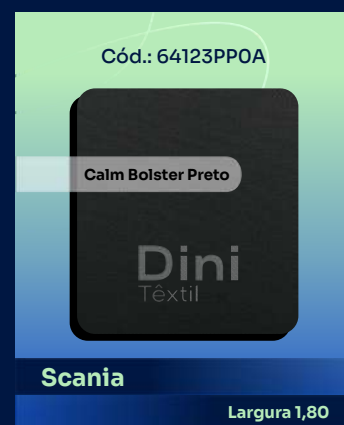 Cód.: 64123PP0A
Calm Bolster Preto
Dini
Têxtil
Scania
Largura 1,80